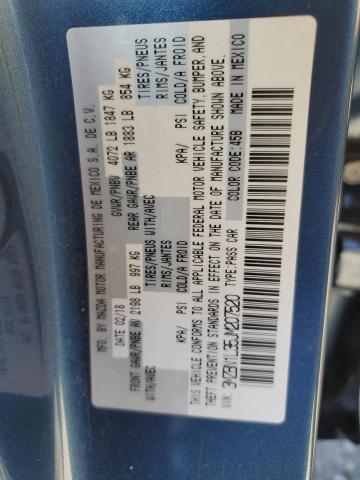 MFD BY MAZDA MOTOR MANUFACTURING DE MEXICO S.A. DE C.V.
DATE 02/18 GVWR/PNBV 4072 LB 1847 KG
FRONT GAWR/PNBE AV 2198 LB 997 KG REAR GAWR/PNBE AR 1883 LB 854 KG
WITH/AVEC TIRES/PNEUS WITH/AVEC TIRES/PNEUS
RIMS/JANTES RIMS/JANTES
KPA/ PSI COLD/A FROID KPA/ PSI COLD/A FROID
THIS VEHICLE CONFORMS TO ALL APPLICABLE FEDERAL MOTOR VEHICLE SAFETY, BUMPER, AND
THEFT PREVENTION STANDARDS IN EFFECT ON THE DATE OF MANUFACTURE SHOWN ABOVE.
3MZBN1L35JM207520 TYPE: PASS CAR COLOR CODE: 45B MADE IN MEXICO